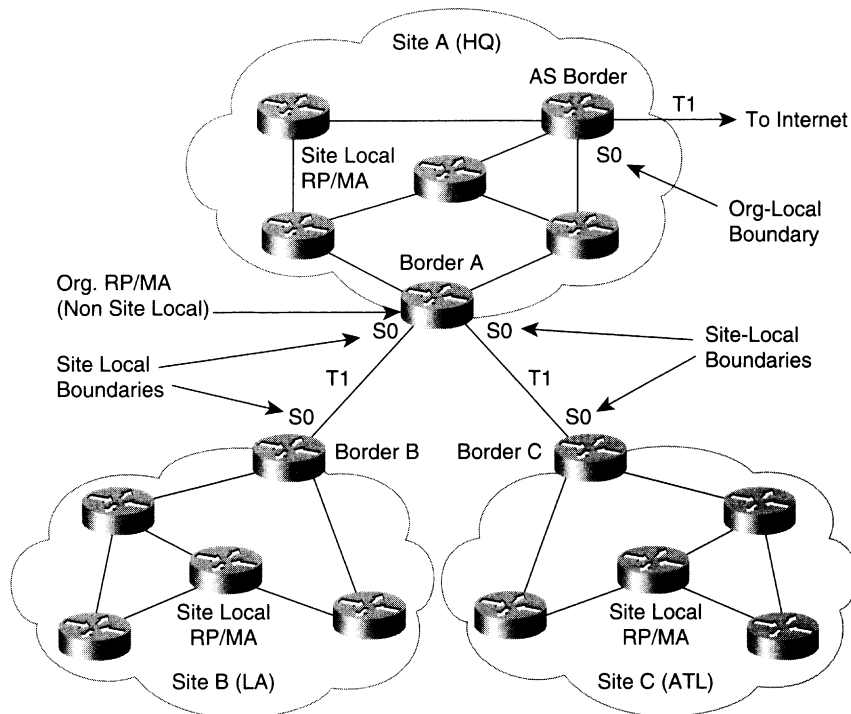 Site A (HQ)
AS Border
T1
To Internet
Site Local
RP/MA
S0
Org-Local
Boundary
Border A
Org. RP/MA
(Non Site Local)
S0
S0
Site Local
Boundaries
Site-Local
Boundaries
T1
T1
S0
S0
Border B
Border C
Site Local
RP/MA
Site Local
RP/MA
Site B (LA)
Site C (ATL)